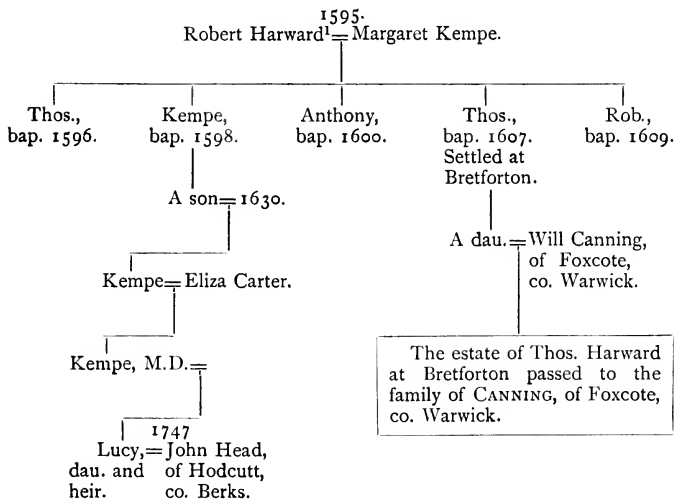 1595.
Robert Harward¹ = Margaret Kempe.
Thos., Kempe, Anthony, Thos., Rob.,
bap. 1596. bap. 1598. bap. 1600. bap. 1607. bap. 1609.
Settled at
Bretforton.
A son = 1630.
A dau. = Will Canning,
of Foxcote,
co. Warwick.
Kempe = Eliza Carter.
The estate of Thos. Harward
at Bretforton passed to the
family of CANNING, of Foxcote,
co. Warwick.
Kempe, M.D. =
1747
Lucy, = John Head,
dau. and of Hodcutt,
heir. co. Berks.